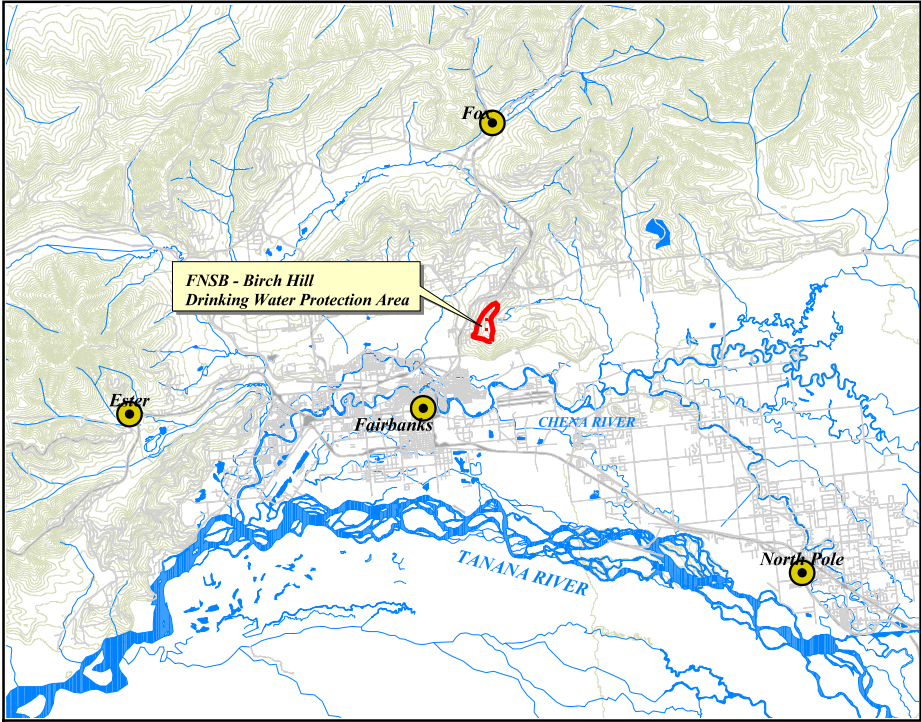 Fox
FNSB - Birch Hill
Drinking Water Protection Area
Ester
Fairbanks
CHENA RIVER
TANANA RIVER
North Pole